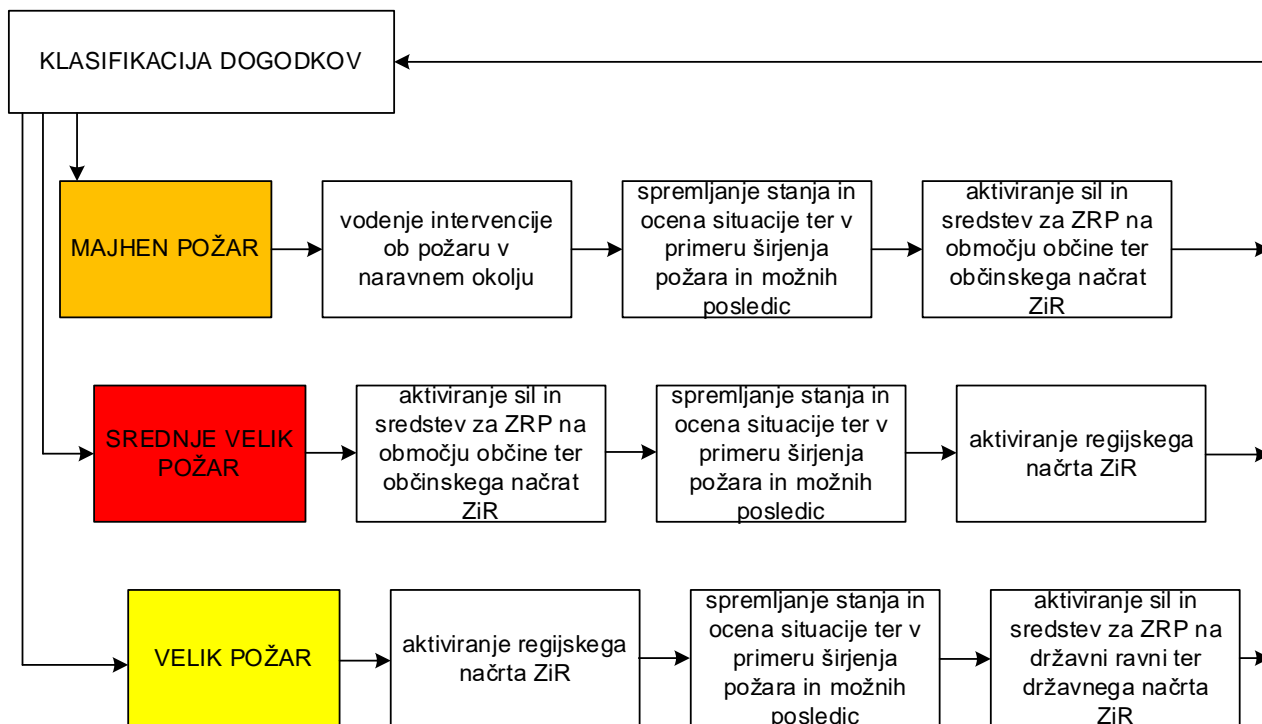 KLASIFIKACIJA DOGODKOV
MAJHEN POŽAR
vodenje intervencije
ob požaru v
naravnem okolju
spremljanje stanja in
ocena situacije ter v
primeru širjenja
požara in možnih
posledic
aktiviranje sil in
sredstev za ZRP na
območju občine ter
občinskega načrat
ZiR
SREDNJE VELIK
POŽAR
aktiviranje sil in
sredstev za ZRP na
območju občine ter
občinskega načrat
ZiR
spremljanje stanja in
ocena situacije ter v
primeru širjenja
požara in možnih
posledic
aktiviranje regijskega
načrta ZiR
VELIK POŽAR
aktiviranje regijskega
načrta ZiR
spremljanje stanja in
ocena situacije ter v
primeru širjenja
požara in možnih
posledic
aktiviranje sil in
sredstev za ZRP na
državni ravni ter
državnega načrta
ZiR